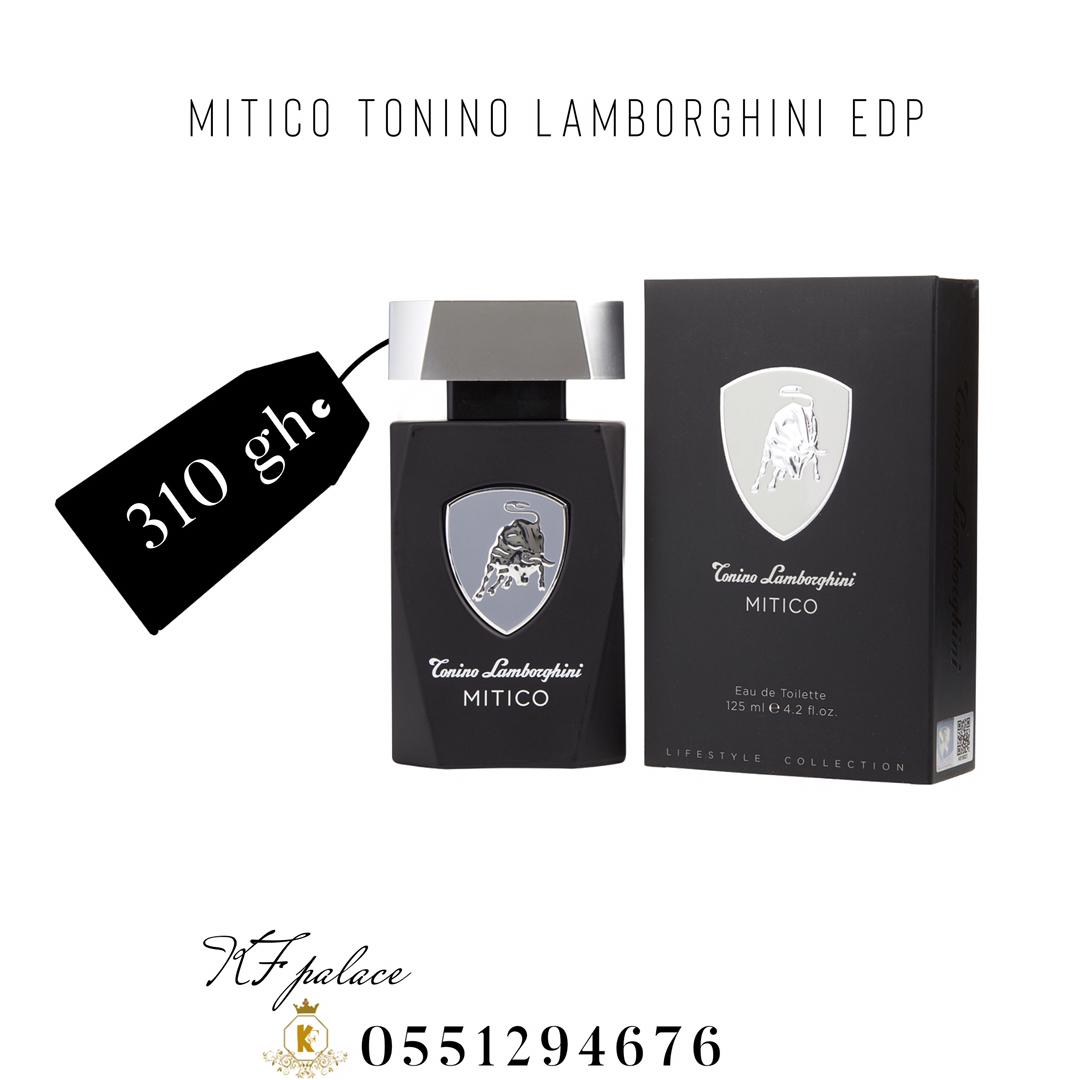 MITICO TONINO LAMBORGHINI EDP
310 gh
Tonino Lamborghini
MITICO
Tonino Lamborghini
MITICO
Eau de Toilette
125 ml ℮ 4.2 fl.oz.
LIFESTYLE COLLECTION
Tonino Lamborghini
KF palace
KF
0551294676